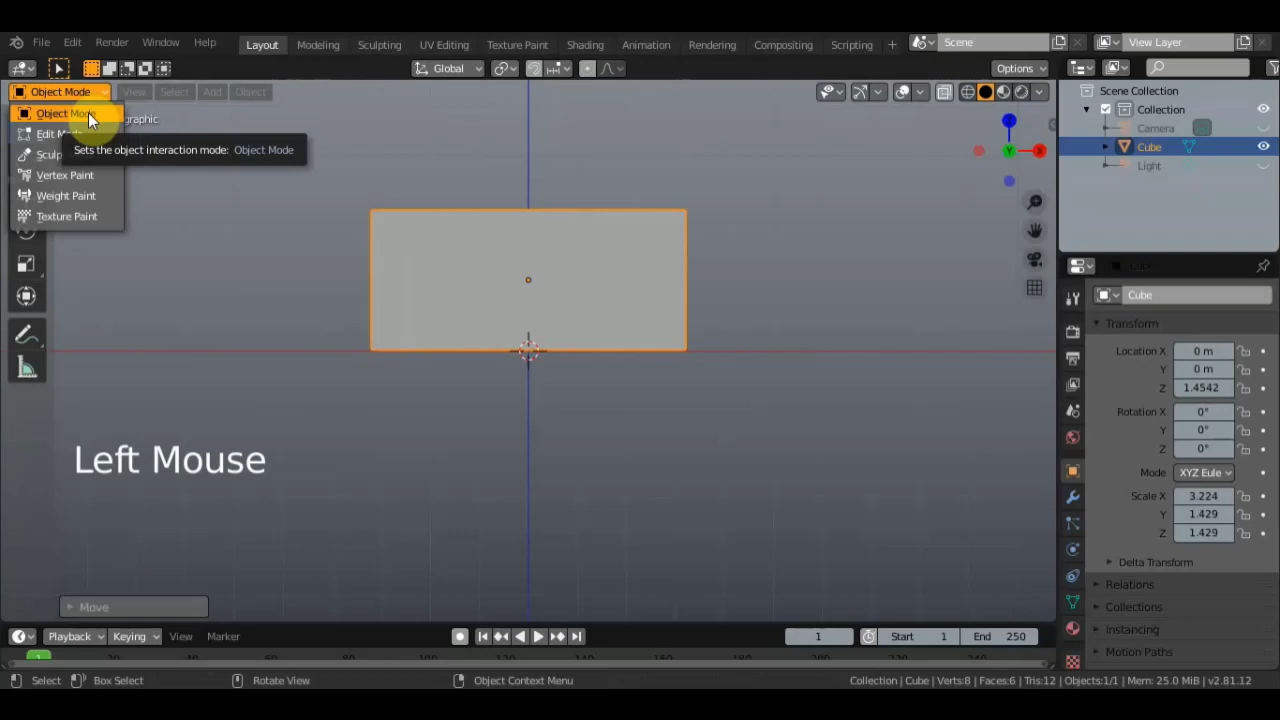 File Edit Render Window Help Layout Modeling Sculpting UV Editing Texture Paint Shading Animation Rendering Compositing Scripting + Scene View Layer
Global Options
Object Mode View Select Add Object
Object Mode graphic
Edit Mode
Sculp
Sets the object interaction mode: Object Mode
Vertex Paint
Weight Paint
Texture Paint
Left Mouse
Move
Scene Collection
Collection
Camera
Cube
Light
Cube
Cube
Transform
Location X 0 m
Y 0 m
Z 1.4542
Rotation X 0°
Y 0°
Z 0°
Mode XYZ Eule
Scale X 3.224
Y 1.429
Z 1.429
Delta Transform
Relations
Collections
Instancing
Motion Paths
Playback Keying View Marker 1 Start 1 End 250
1
Select Box Select Rotate View Object Context Menu Collection | Cube | Verts:8 | Faces:6 | Tris:12 | Objects:1/1 | Mem: 25.0 MiB | v2.81.12